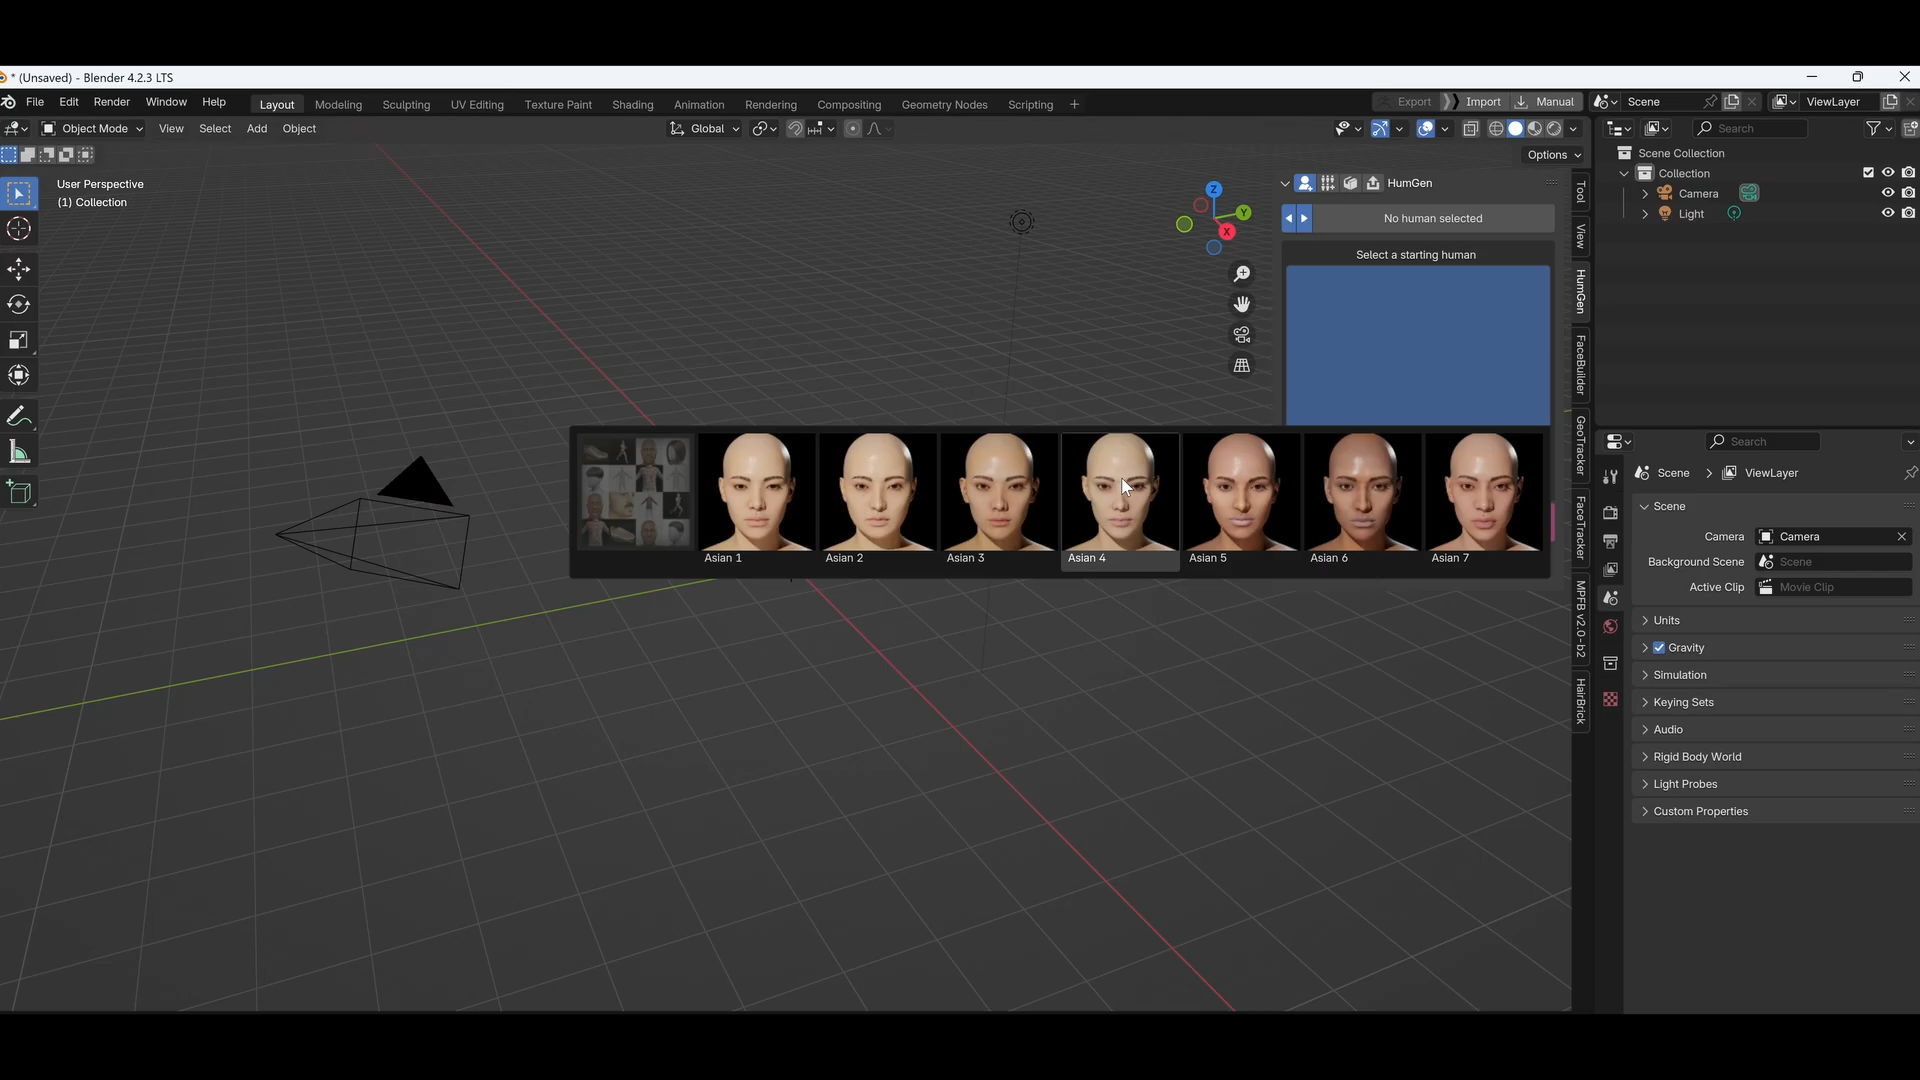 * (Unsaved) - Blender 4.2.3 LTS
File Edit Render Window Help Layout Modeling Sculpting UV Editing Texture Paint Shading Animation Rendering Compositing Geometry Nodes Scripting + Export Import Manual Scene ViewLayer
Object Mode View Select Add Object Global Search
Options
User Perspective
(1) Collection
Z
Y
X
HumGen
No human selected
Select a starting human
Asian 1 Asian 2 Asian 3 Asian 4 Asian 5 Asian 6 Asian 7
Tool
View
HumGen
FaceBuilder
GeoTracker
FaceTracker
MPFB v2.0-b2
HairBrick
Scene Collection
Collection
Camera
Light
Search
Scene ViewLayer
Scene
Camera Camera
Background Scene Scene
Active Clip Movie Clip
Units
Gravity
Simulation
Keying Sets
Audio
Rigid Body World
Light Probes
Custom Properties